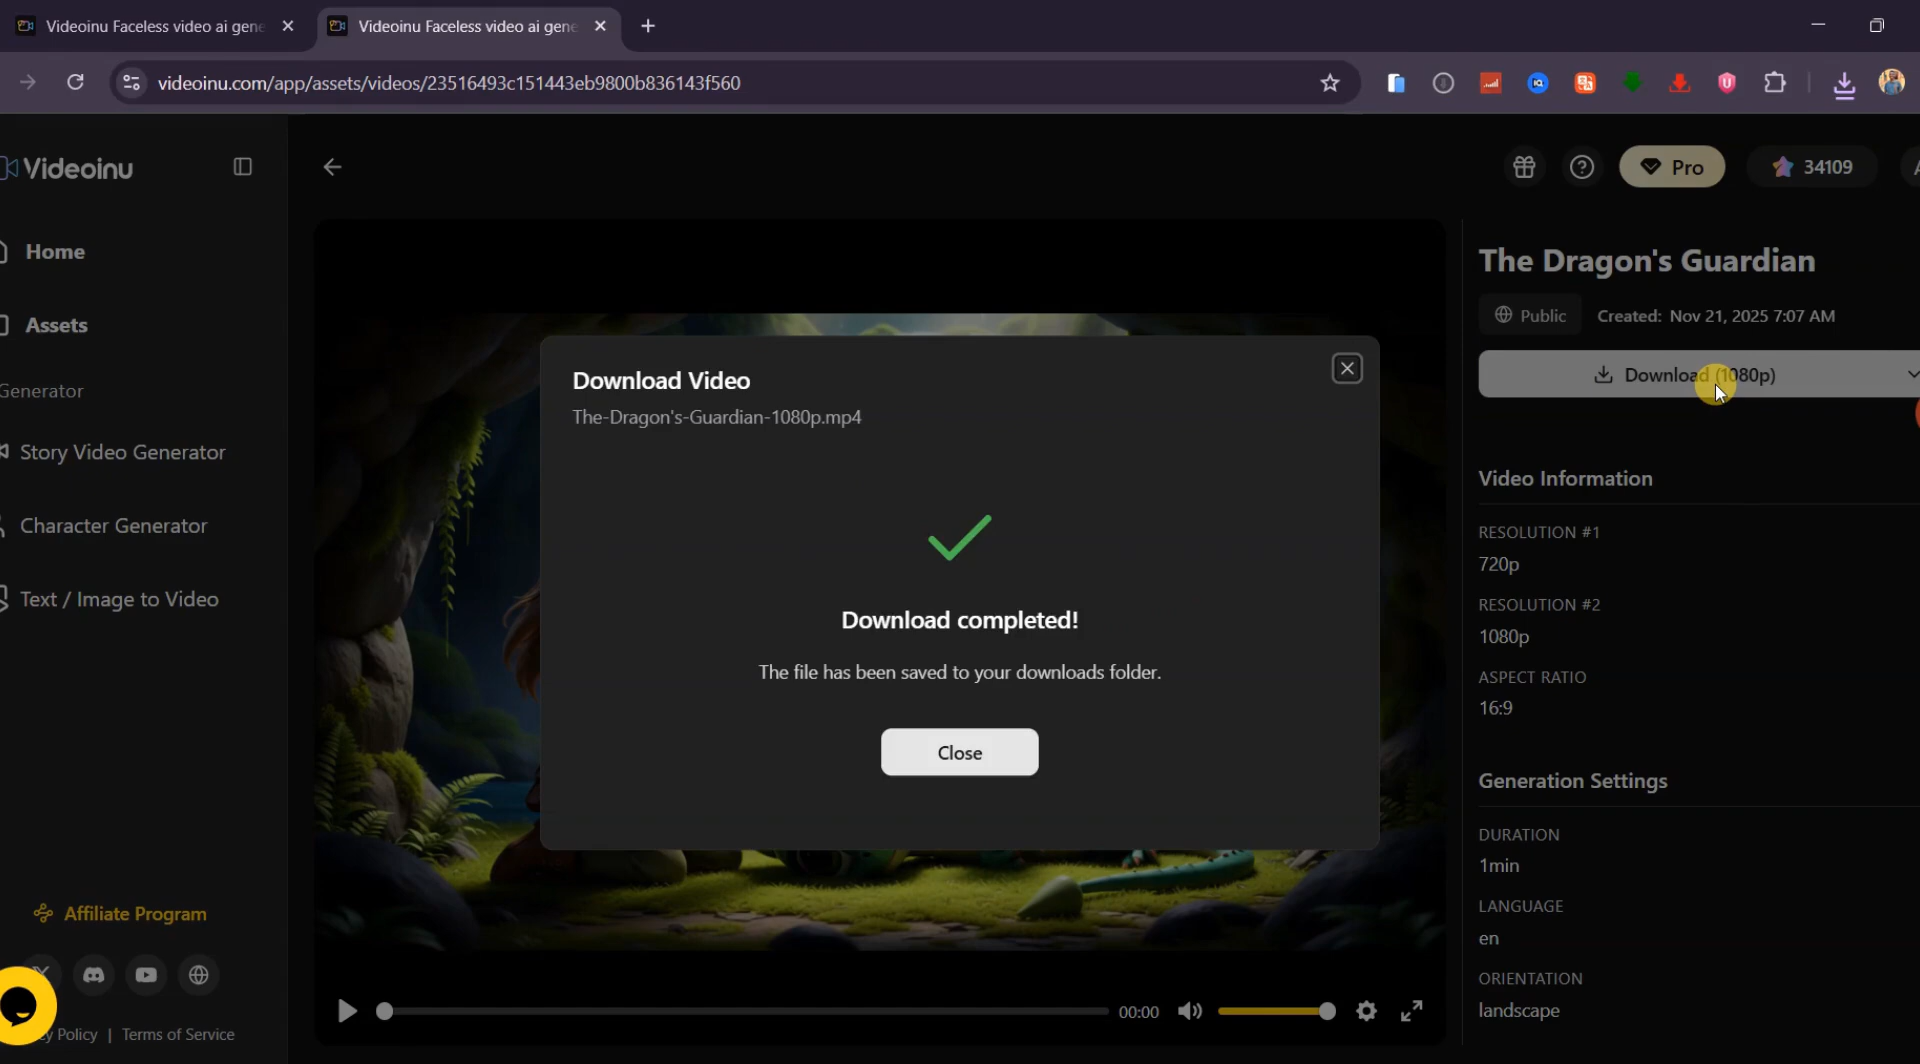 Videoinu Faceless video ai gene
Videoinu Faceless video ai gene
videoinu.com/app/assets/videos/23516493c151443eb9800b836143f560
Videoinu
Pro
34109
Home
Assets
Generator
Story Video Generator
Character Generator
Text / Image to Video
Affiliate Program
Policy | Terms of Service
Download Video
The-Dragon's-Guardian-1080p.mp4
Download completed!
The file has been saved to your downloads folder.
Close
00:00
The Dragon's Guardian
Public
Created: Nov 21, 2025 7:07 AM
Download (1080p)
Video Information
RESOLUTION #1
720p
RESOLUTION #2
1080p
ASPECT RATIO
16:9
Generation Settings
DURATION
1min
LANGUAGE
en
ORIENTATION
landscape